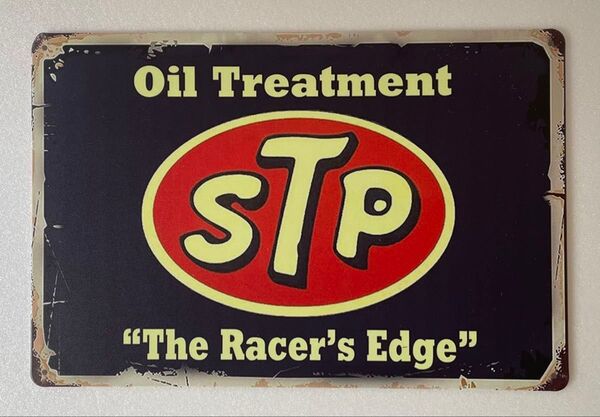 Oil Treatment
STP
“The Racer's Edge”